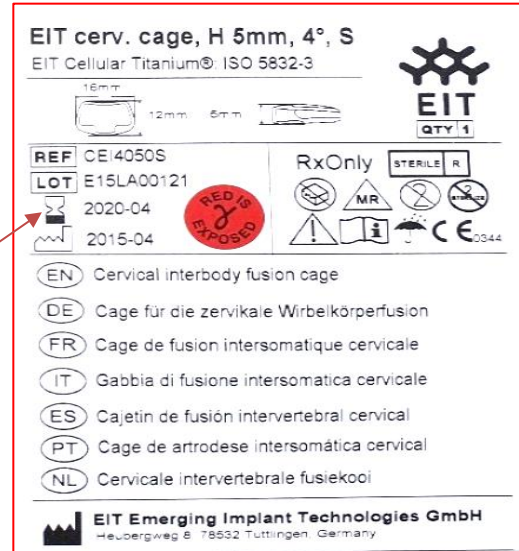 EIT cerv. cage, H 5mm, 4°, S
EIT Cellular Titanium®: ISO 5832-3
EIT
QTY 1
16mm
12mm
5mm
REF CEI4050S
LOT E15LA00121
2020-04
2015-04
RED IS
γ
EXPOSED
RxOnly
STERILE R
MR
2
2
STERILIZE
i
CE 0344
EN Cervical interbody fusion cage
DE Cage für die zervikale Wirbelkörperfusion
FR Cage de fusion intersomatique cervicale
IT Gabbia di fusione intersomatica cervicale
ES Cajetin de fusión intervertebral cervical
PT Cage de artrodese intersomática cervical
NL Cervicale intervertebrale fusiekooi
EIT Emerging Implant Technologies GmbH
Heubergweg 8 78532 Tuttlingen, Germany